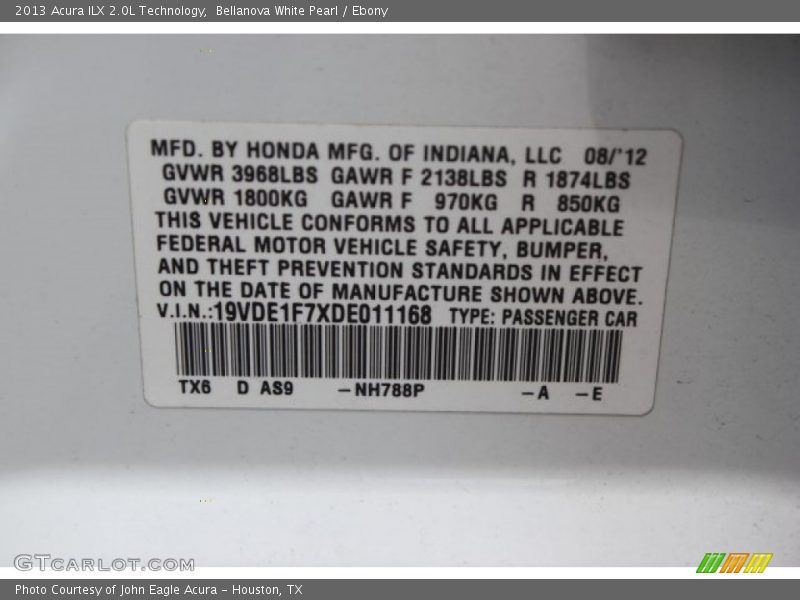 2013 Acura ILX 2.0L Technology, Bellanova White Pearl / Ebony
MFD. BY HONDA MFG. OF INDIANA, LLC 08/'12
GVWR 3968LBS GAWR F 2138LBS R 1874LBS
GVWR 1800KG GAWR F 970KG R 850KG
THIS VEHICLE CONFORMS TO ALL APPLICABLE
FEDERAL MOTOR VEHICLE SAFETY, BUMPER,
AND THEFT PREVENTION STANDARDS IN EFFECT
ON THE DATE OF MANUFACTURE SHOWN ABOVE.
V.I.N.:19VDE1F7XDE011168 TYPE: PASSENGER CAR
TX6 D AS9 -NH788P -A -E
GTCARLOT.COM
Photo Courtesy of John Eagle Acura - Houston, TX